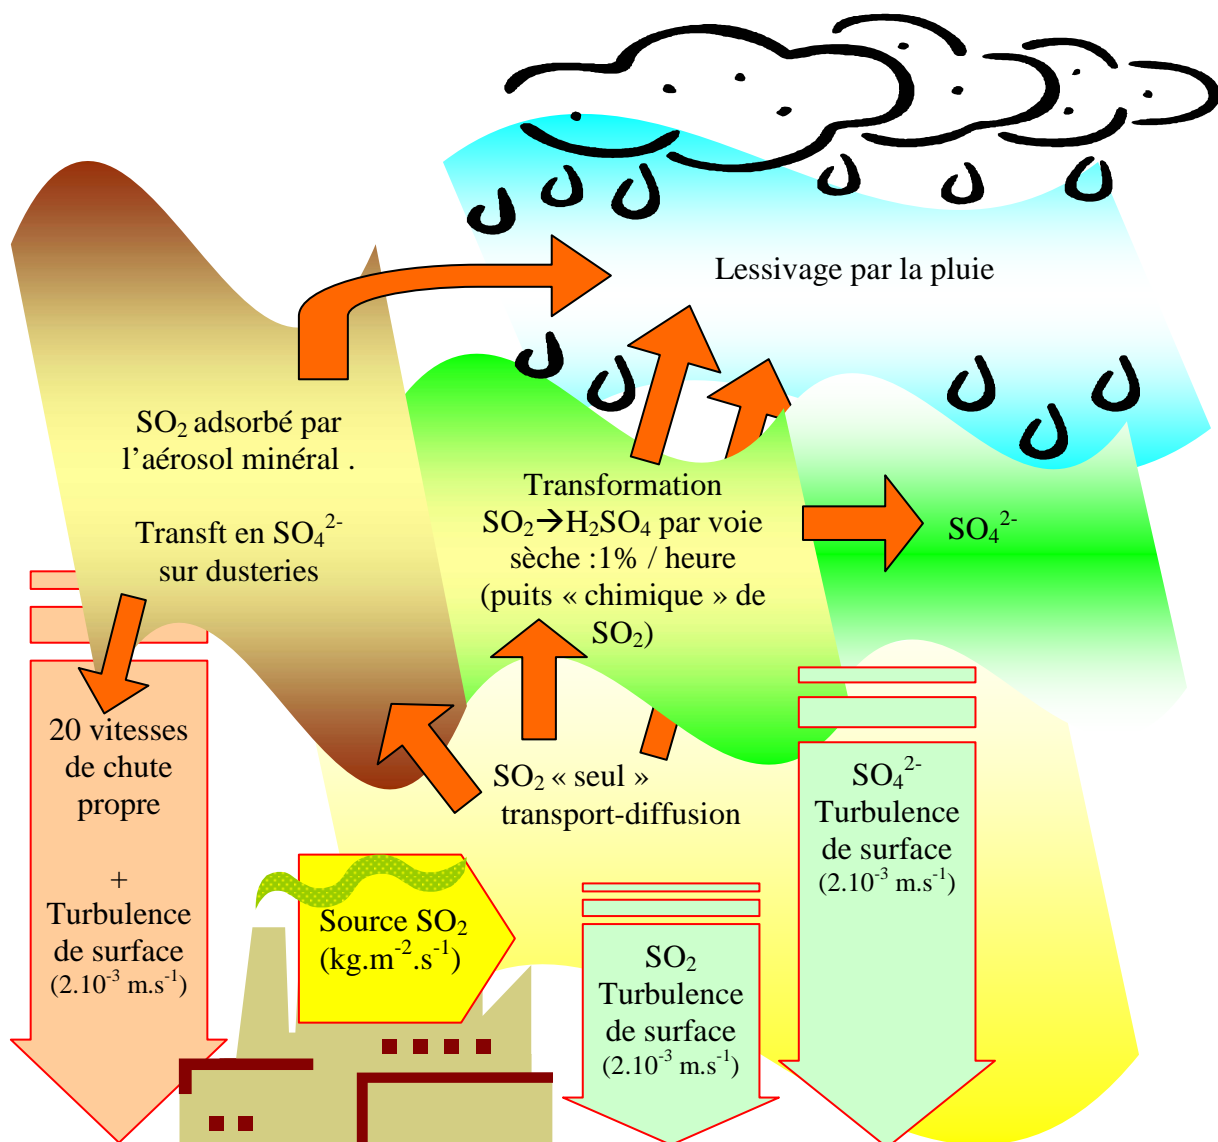 Lessivage par la pluie
SO₂ adsorbé par
l’aérosol minéral .
Transft en SO₄²⁻
sur dusteries
Transformation
SO₂→H₂SO₄ par voie
sèche :1% / heure
(puits « chimique » de
SO₂)
SO₄²⁻
20 vitesses
de chute
propre
+
Turbulence
de surface
(2.10⁻³ m.s⁻¹)
SO₂ « seul »
transport-diffusion
SO₄²⁻
Turbulence
de surface
(2.10⁻³ m.s⁻¹)
Source SO₂
(kg.m⁻².s⁻¹)
SO₂
Turbulence
de surface
(2.10⁻³ m.s⁻¹)